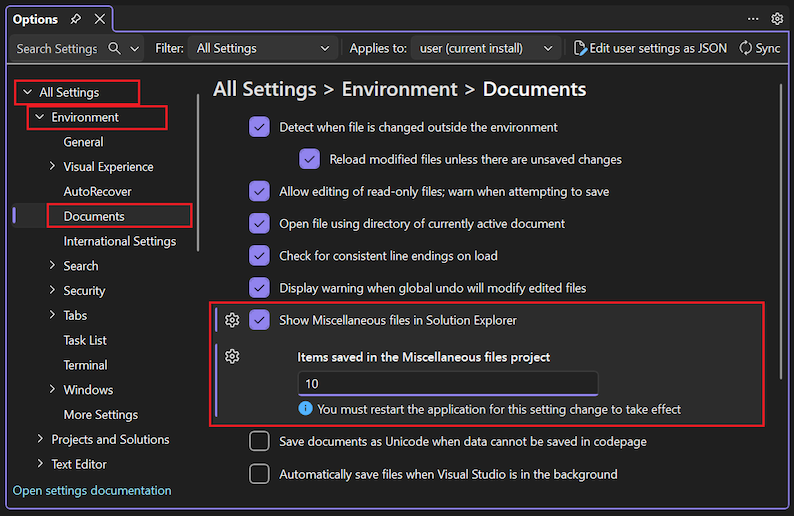 Options
Search Settings
Filter: All Settings
Applies to: user (current install)
Edit user settings as JSON
Sync
All Settings
Environment
General
Visual Experience
AutoRecover
Documents
International Settings
Search
Security
Tabs
Task List
Terminal
Windows
More Settings
Projects and Solutions
Text Editor
Open settings documentation
All Settings > Environment > Documents
Detect when file is changed outside the environment
Reload modified files unless there are unsaved changes
Allow editing of read-only files; warn when attempting to save
Open file using directory of currently active document
Check for consistent line endings on load
Display warning when global undo will modify edited files
Show Miscellaneous files in Solution Explorer
Items saved in the Miscellaneous files project
10
You must restart the application for this setting change to take effect
Save documents as Unicode when data cannot be saved in codepage
Automatically save files when Visual Studio is in the background